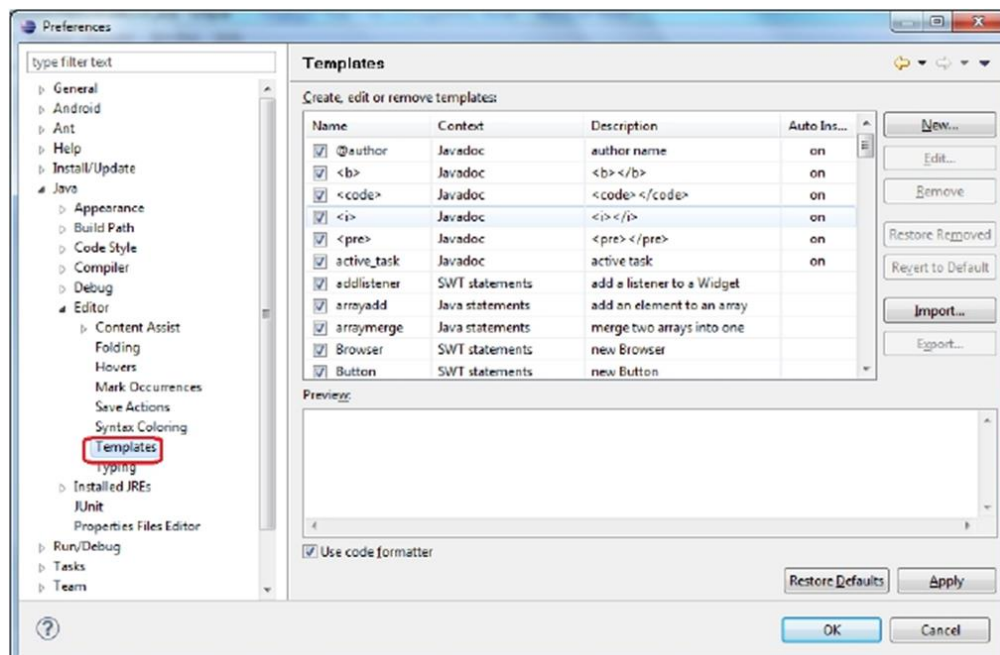 Preferences
type filter text
General
Android
Ant
Help
Install/Update
Java
Appearance
Build Path
Code Style
Compiler
Debug
Editor
Content Assist
Folding
Hovers
Mark Occurrences
Save Actions
Syntax Coloring
Templates
Typing
Installed JREs
JUnit
Properties Files Editor
Run/Debug
Tasks
Team
Templates
Create, edit or remove templates:
Name Context Description Auto Ins...
@author Javadoc author name on
<b> Javadoc <b></b> on
<code> Javadoc <code></code> on
<i> Javadoc <i></i> on
<pre> Javadoc <pre></pre> on
active_task Javadoc active task on
addlistener SWT statements add a listener to a Widget
arrayadd Java statements add an element to an array
arraymerge Java statements merge two arrays into one
Browser SWT statements new Browser
Button SWT statements new Button
New...
Edit...
Remove
Restore Removed
Revert to Default
Import...
Export...
Preview:
Use code formatter
Restore Defaults Apply
OK Cancel